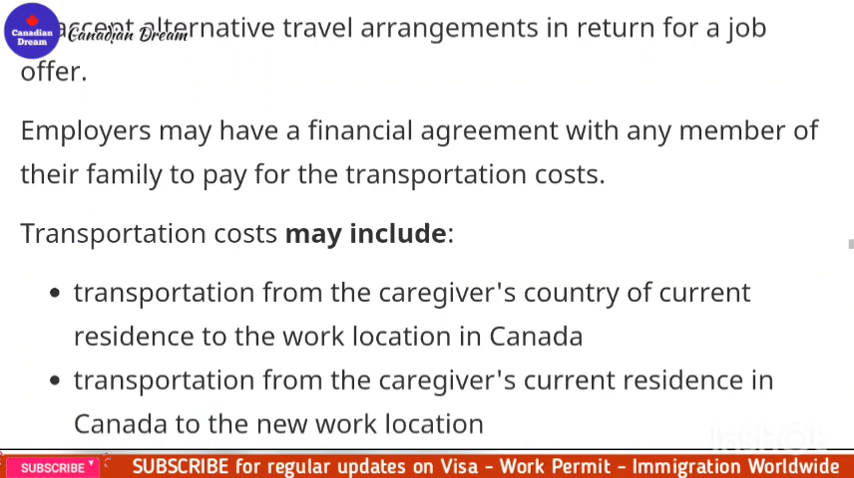 accept alternative travel arrangements in return for a job
offer.
Canadian Dream
Canadian Dream
Employers may have a financial agreement with any member of
their family to pay for the transportation costs.
Transportation costs may include:
• transportation from the caregiver's country of current
residence to the work location in Canada
• transportation from the caregiver's current residence in
Canada to the new work location
SUBSCRIBE
SUBSCRIBE for regular updates on Visa - Work Permit - Immigration Worldwide